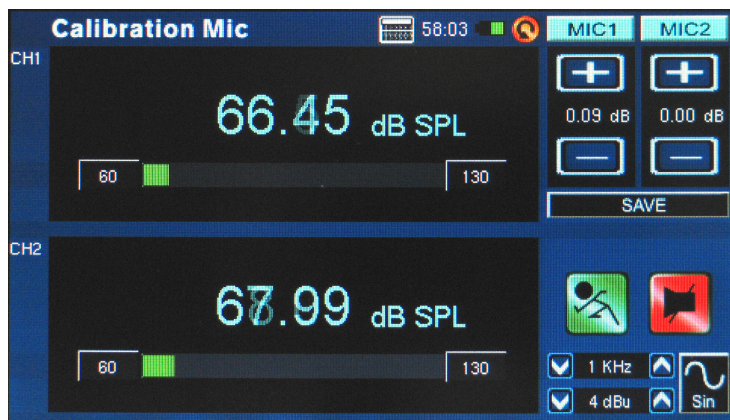 Calibration Mic 58:03 MIC1 MIC2
CH1
66.45 dB SPL
0.09 dB 0.00 dB
60 130
SAVE
CH2
67.99 dB SPL
60 130
1 KHz
4 dBu Sin